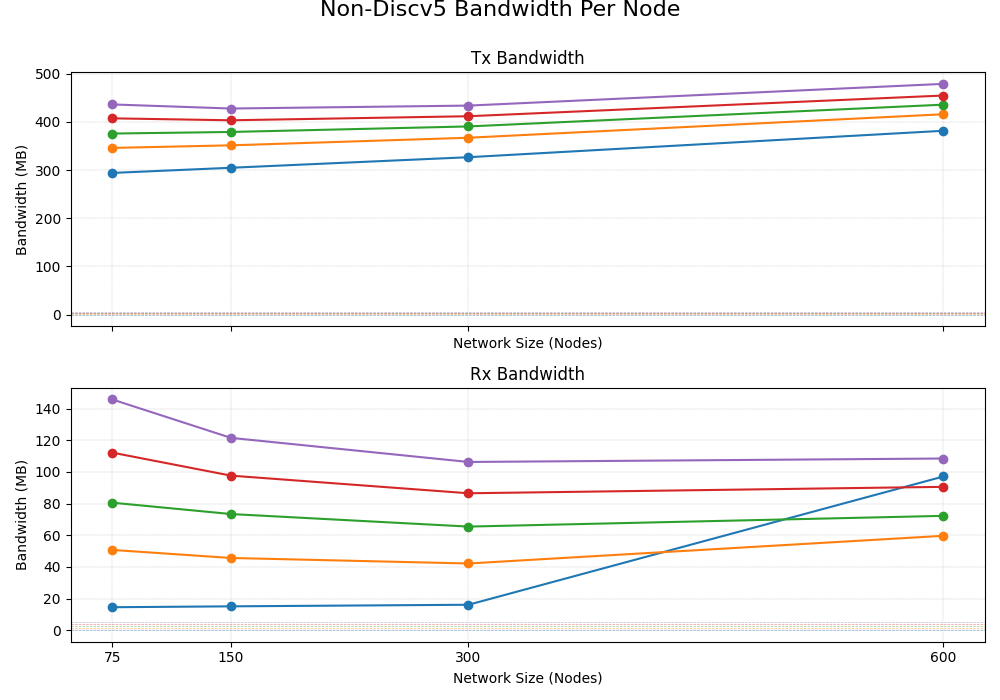 Non-Discv5 Bandwidth Per Node
Tx Bandwidth
Bandwidth (MB)
500
400
300
200
100
0
Network Size (Nodes)
Rx Bandwidth
Bandwidth (MB)
140
120
100
80
60
40
20
0
75 150 300 600
Network Size (Nodes)